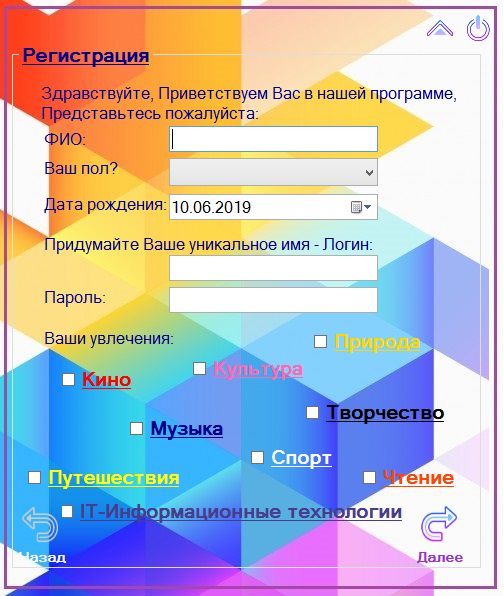 Регистрация
Здравствуйте, Приветствуем Вас в нашей программе,
Представьтесь пожалуйста:
ФИО:
Ваш пол?
Дата рождения: 10.06.2019
Придумайте Ваше уникальное имя - Логин:
Пароль:
Ваши увлечения:
Природа
Культура
Кино
Творчество
Музыка
Спорт
Путешествия
Чтение
IT-Информационные технологии
Назад
Далее